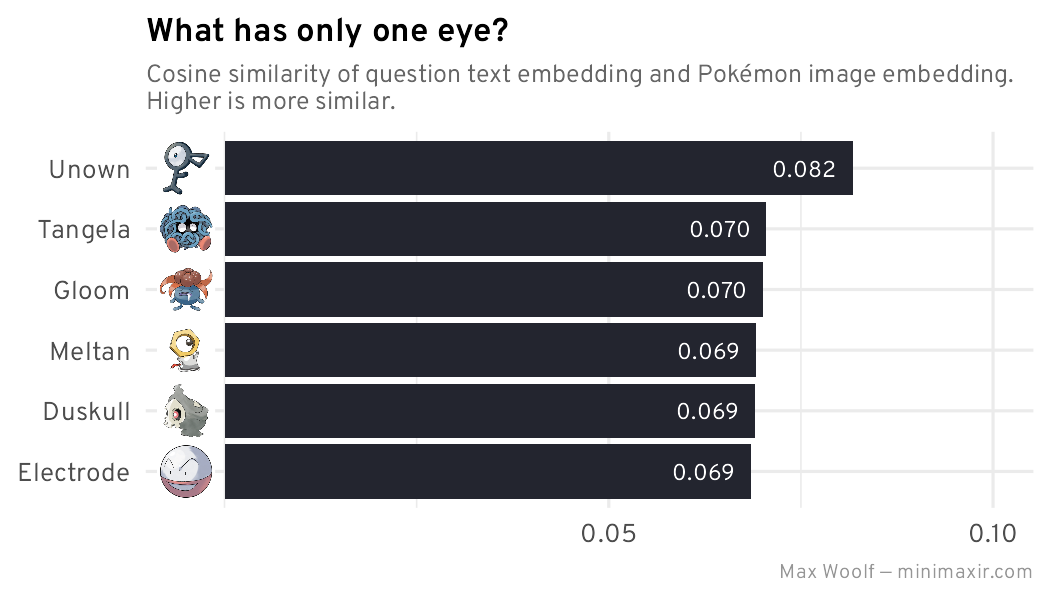 What has only one eye?
Cosine similarity of question text embedding and Pokémon image embedding.
Higher is more similar.
Unown 0.082
Tangela 0.070
Gloom 0.070
Meltan 0.069
Duskull 0.069
Electrode 0.069
0.05 0.10
Max Woolf — minimaxir.com